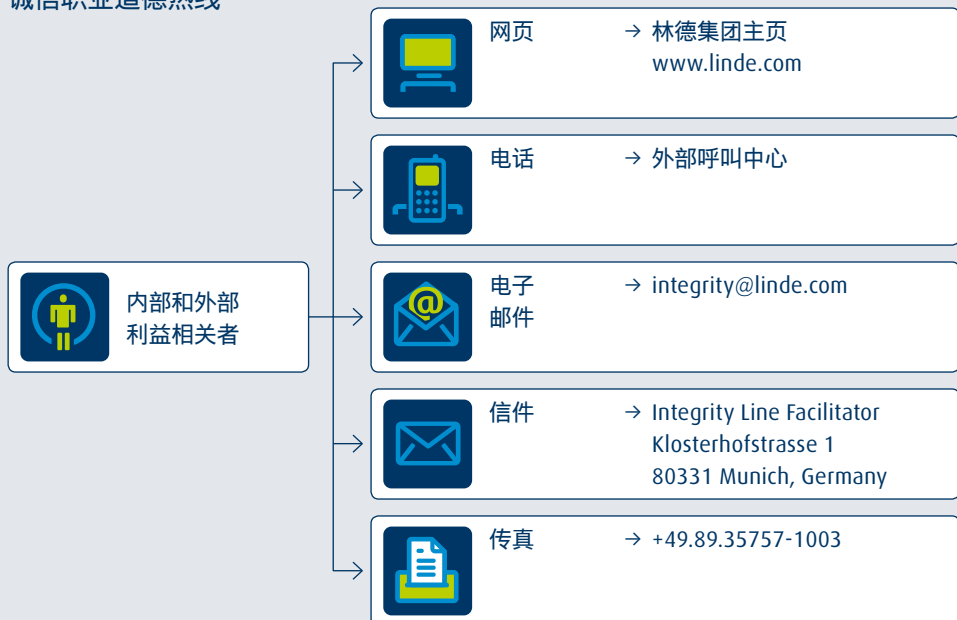 诚信职业道德热线
网页 → 林德集团主页
www.linde.com
电话 → 外部呼叫中心
内部和外部
利益相关者
电子 → integrity@linde.com
邮件
信件 → Integrity Line Facilitator
Klosterhofstrasse 1
80331 Munich, Germany
传真 → +49.89.35757-1003